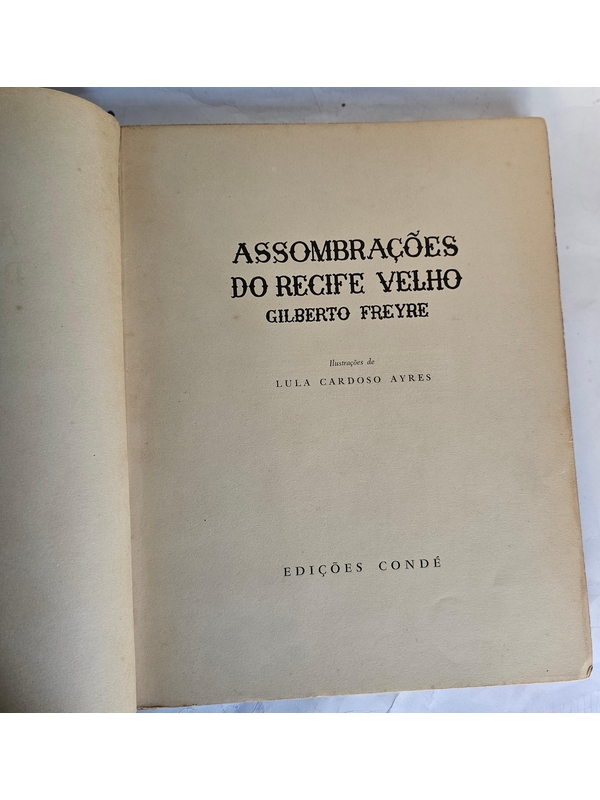 ASSOMBRAÇÕES
DO RECIFE VELHO
GILBERTO FREYRE
Ilustrações de
LULA CARDOSO AYRES
EDIÇÕES CONDÉ